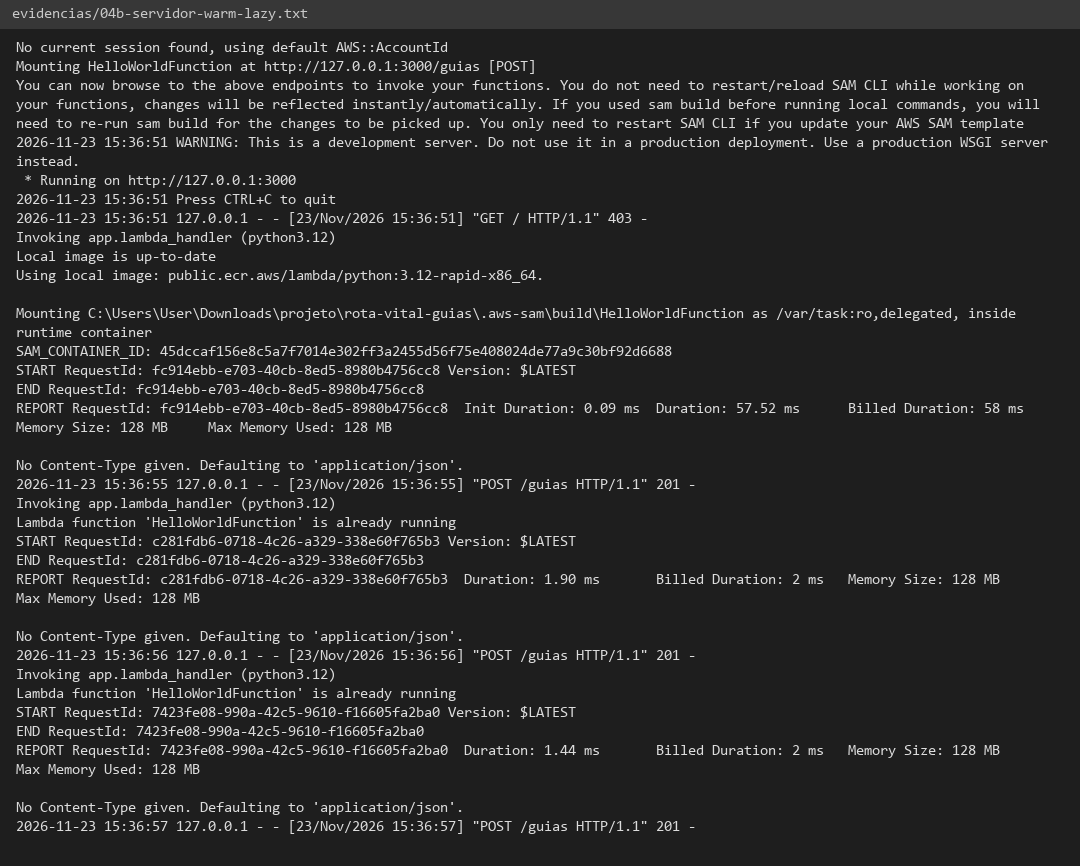 evidencias/04b-servidor-warm-lazy.txt
No current session found, using default AWS::AccountId
Mounting HelloWorldFunction at http://127.0.0.1:3000/guias [POST]
You can now browse to the above endpoints to invoke your functions. You do not need to restart/reload SAM CLI while working on
your functions, changes will be reflected instantly/automatically. If you used sam build before running local commands, you will
need to re-run sam build for the changes to be picked up. You only need to restart SAM CLI if you update your AWS SAM template
2026-11-23 15:36:51 WARNING: This is a development server. Do not use it in a production deployment. Use a production WSGI server
instead.
 * Running on http://127.0.0.1:3000
2026-11-23 15:36:51 Press CTRL+C to quit
2026-11-23 15:36:51 127.0.0.1 - - [23/Nov/2026 15:36:51] "GET / HTTP/1.1" 403 -
Invoking app.lambda_handler (python3.12)
Local image is up-to-date
Using local image: public.ecr.aws/lambda/python:3.12-rapid-x86_64.

Mounting C:\Users\User\Downloads\projeto\rota-vital-guias\.aws-sam\build\HelloWorldFunction as /var/task:ro,delegated, inside
runtime container
SAM_CONTAINER_ID: 45dccaf156e8c5a7f7014e302ff3a2455d56f75e408024de77a9c30bf92d6688
START RequestId: fc914ebb-e703-40cb-8ed5-8980b4756cc8 Version: $LATEST
END RequestId: fc914ebb-e703-40cb-8ed5-8980b4756cc8
REPORT RequestId: fc914ebb-e703-40cb-8ed5-8980b4756cc8  Init Duration: 0.09 ms  Duration: 57.52 ms      Billed Duration: 58 ms
Memory Size: 128 MB     Max Memory Used: 128 MB

No Content-Type given. Defaulting to 'application/json'.
2026-11-23 15:36:55 127.0.0.1 - - [23/Nov/2026 15:36:55] "POST /guias HTTP/1.1" 201 -
Invoking app.lambda_handler (python3.12)
Lambda function 'HelloWorldFunction' is already running
START RequestId: c281fdb6-0718-4c26-a329-338e60f765b3 Version: $LATEST
END RequestId: c281fdb6-0718-4c26-a329-338e60f765b3
REPORT RequestId: c281fdb6-0718-4c26-a329-338e60f765b3  Duration: 1.90 ms       Billed Duration: 2 ms   Memory Size: 128 MB
Max Memory Used: 128 MB

No Content-Type given. Defaulting to 'application/json'.
2026-11-23 15:36:56 127.0.0.1 - - [23/Nov/2026 15:36:56] "POST /guias HTTP/1.1" 201 -
Invoking app.lambda_handler (python3.12)
Lambda function 'HelloWorldFunction' is already running
START RequestId: 7423fe08-990a-42c5-9610-f16605fa2ba0 Version: $LATEST
END RequestId: 7423fe08-990a-42c5-9610-f16605fa2ba0
REPORT RequestId: 7423fe08-990a-42c5-9610-f16605fa2ba0  Duration: 1.44 ms       Billed Duration: 2 ms   Memory Size: 128 MB
Max Memory Used: 128 MB

No Content-Type given. Defaulting to 'application/json'.
2026-11-23 15:36:57 127.0.0.1 - - [23/Nov/2026 15:36:57] "POST /guias HTTP/1.1" 201 -